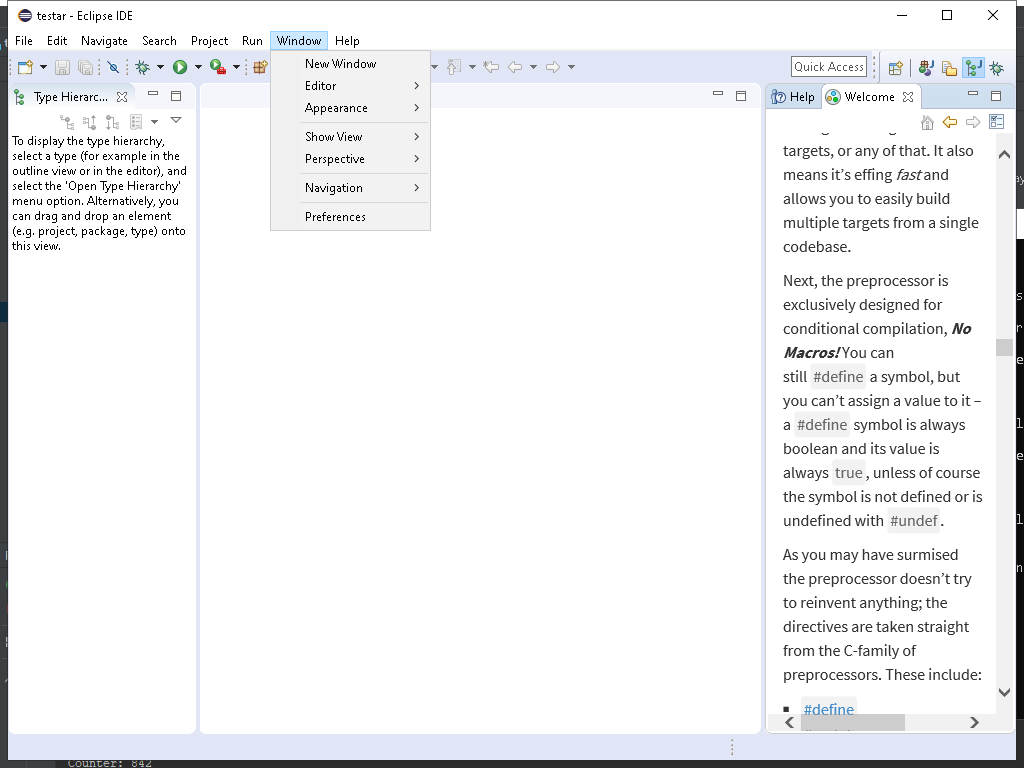 testar - Eclipse IDE
File Edit Navigate Search Project Run Window Help
Quick Access
New Window
Editor
Appearance
Show View
Perspective
Navigation
Preferences
Type Hierarc...
To display the type hierarchy,
select a type (for example in the
outline view or in the editor), and
select the 'Open Type Hierarchy'
menu option. Alternatively, you
can drag and drop an element
(e.g. project, package, type) onto
this view.
Help Welcome
targets, or any of that. It also
means it's effing fast and
allows you to easily build
multiple targets from a single
codebase.
Next, the preprocessor is
exclusively designed for
conditional compilation, No
Macros! You can
still #define a symbol, but
you can't assign a value to it –
a #define symbol is always
boolean and its value is
always true, unless of course
the symbol is not defined or is
undefined with #undef.
As you may have surmised
the preprocessor doesn't try
to reinvent anything; the
directives are taken straight
from the C-family of
preprocessors. These include:
▪ #define
Counter: 842